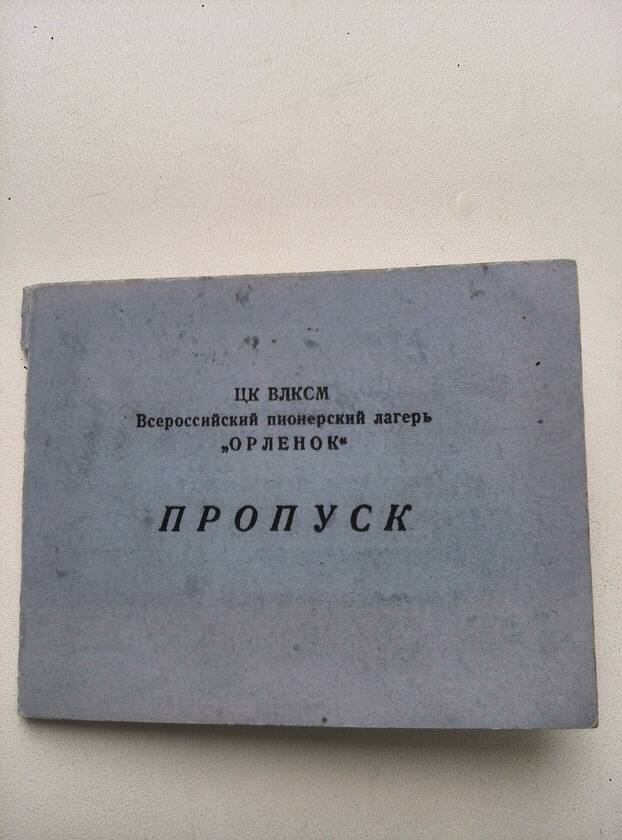 ЦК ВЛКСМ
Всероссийский пионерский лагерь
„ОРЛЕНОК“
ПРОПУСК